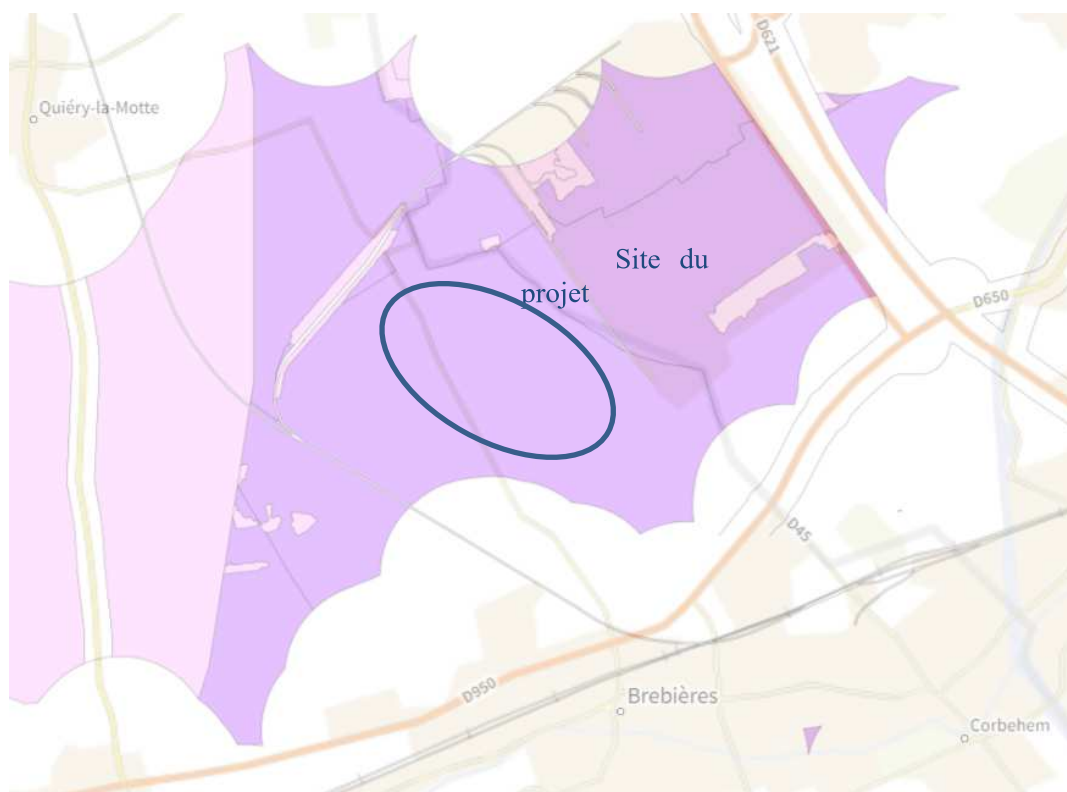 D621
Quiéry-la-Motte
Site du
projet
D650
D45
D950
Brebières
Corbehem